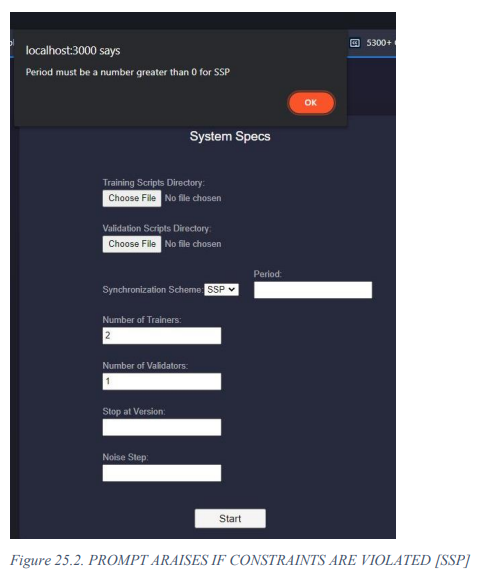 localhost:3000 says
5300+
Period must be a number greater than 0 for SSP
OK
System Specs
Training Scripts Directory:
Choose File No file chosen
Validation Scripts Directory:
Choose File No file chosen
Period:
Synchronization Scheme: SSP
Number of Trainers:
2
Number of Validators:
1
Stop at Version:
Noise Step:
Start
Figure 25.2. PROMPT ARAISES IF CONSTRAINTS ARE VIOLATED [SSP]